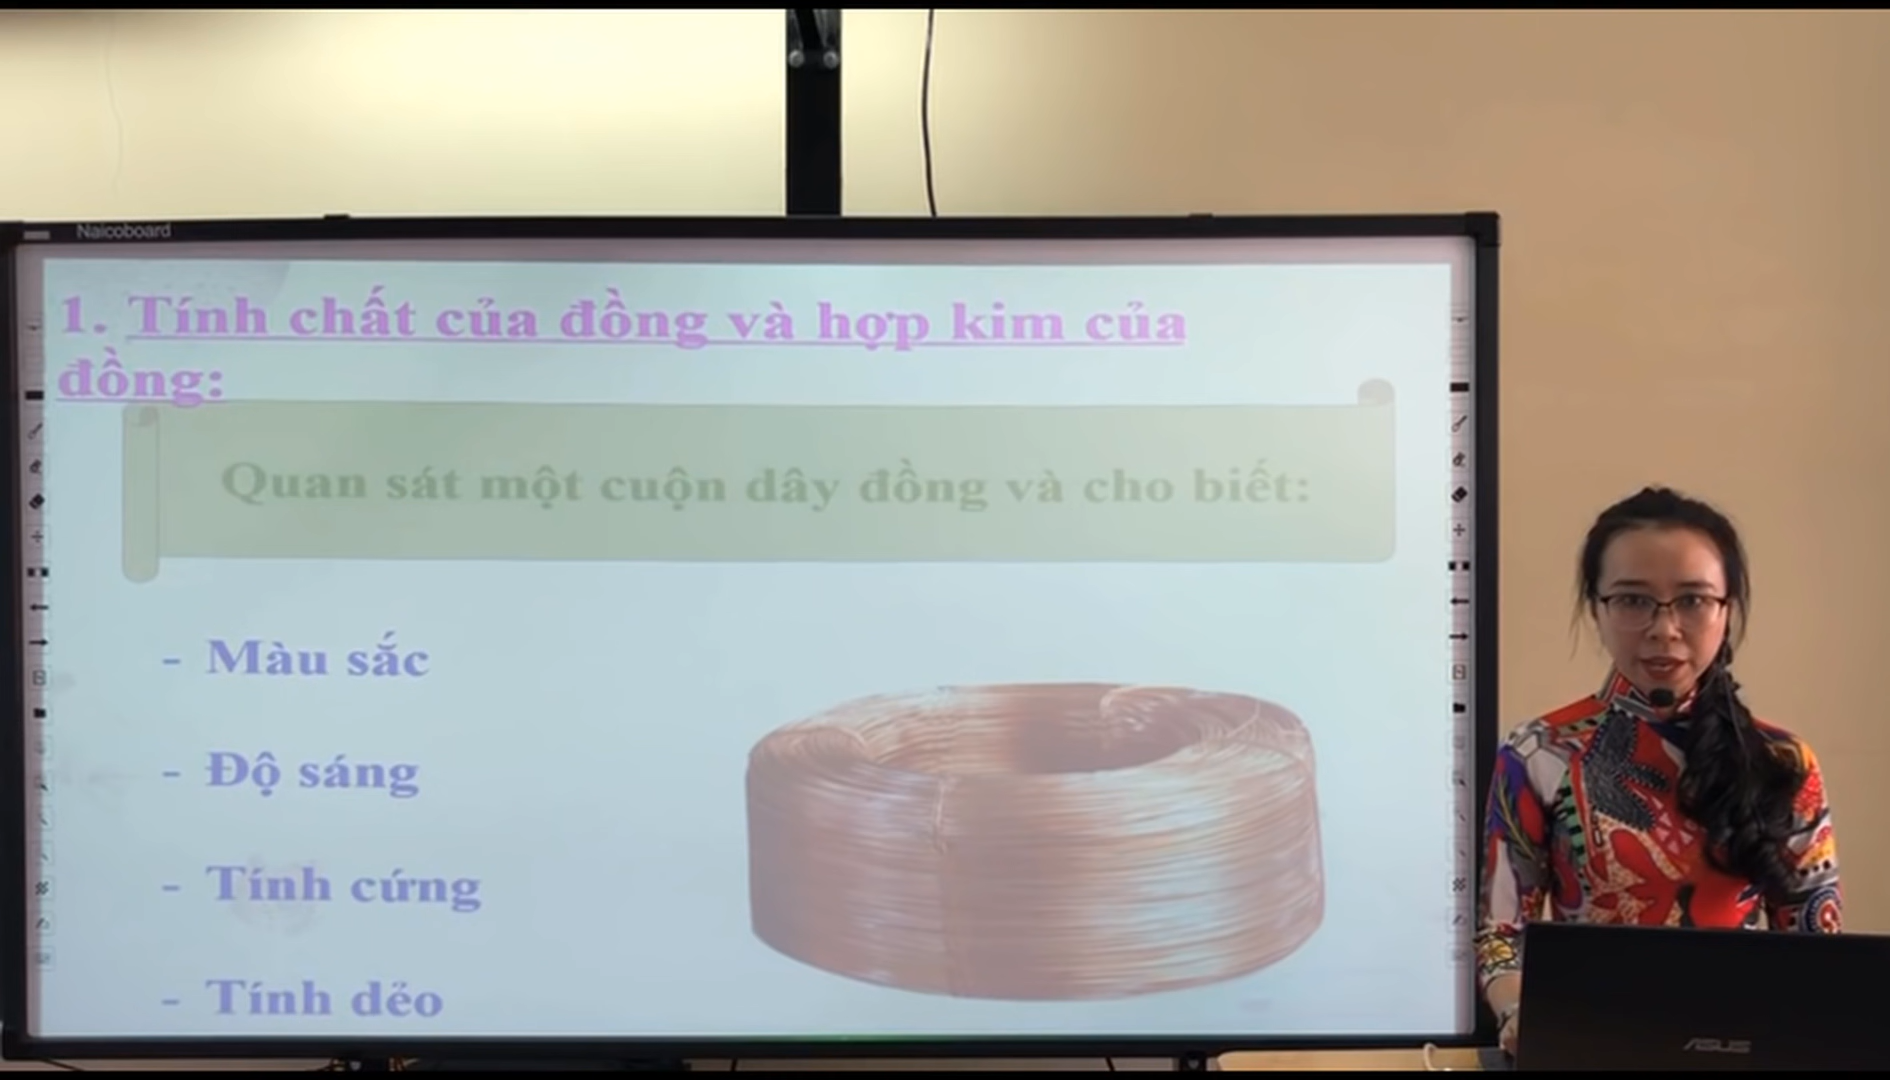 Naicoboard
1. Tính chất của đồng và hợp kim của
đồng:
Quan sát một cuộn dây đồng và cho biết:
- Màu sắc
- Độ sáng
- Tính cứng
- Tính dẻo
ASUS